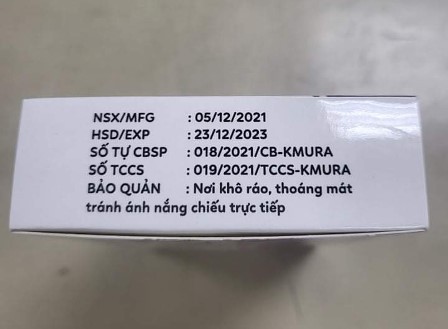 NSX/MFG : 05/12/2021
HSD/EXP : 23/12/2023
SỐ TỰ CBSP : 018/2021/CB-KMURA
SỐ TCCS : 019/2021/TCCS-KMURA
BẢO QUẢN : Nơi khô ráo, thoáng mát
tránh ánh nắng chiếu trực tiếp